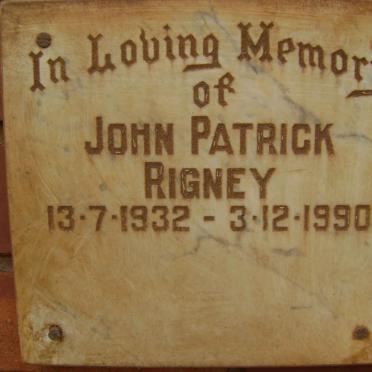 In Loving Memory
of
JOHN PATRICK
RIGNEY
13·7·1932 - 3·12·1990